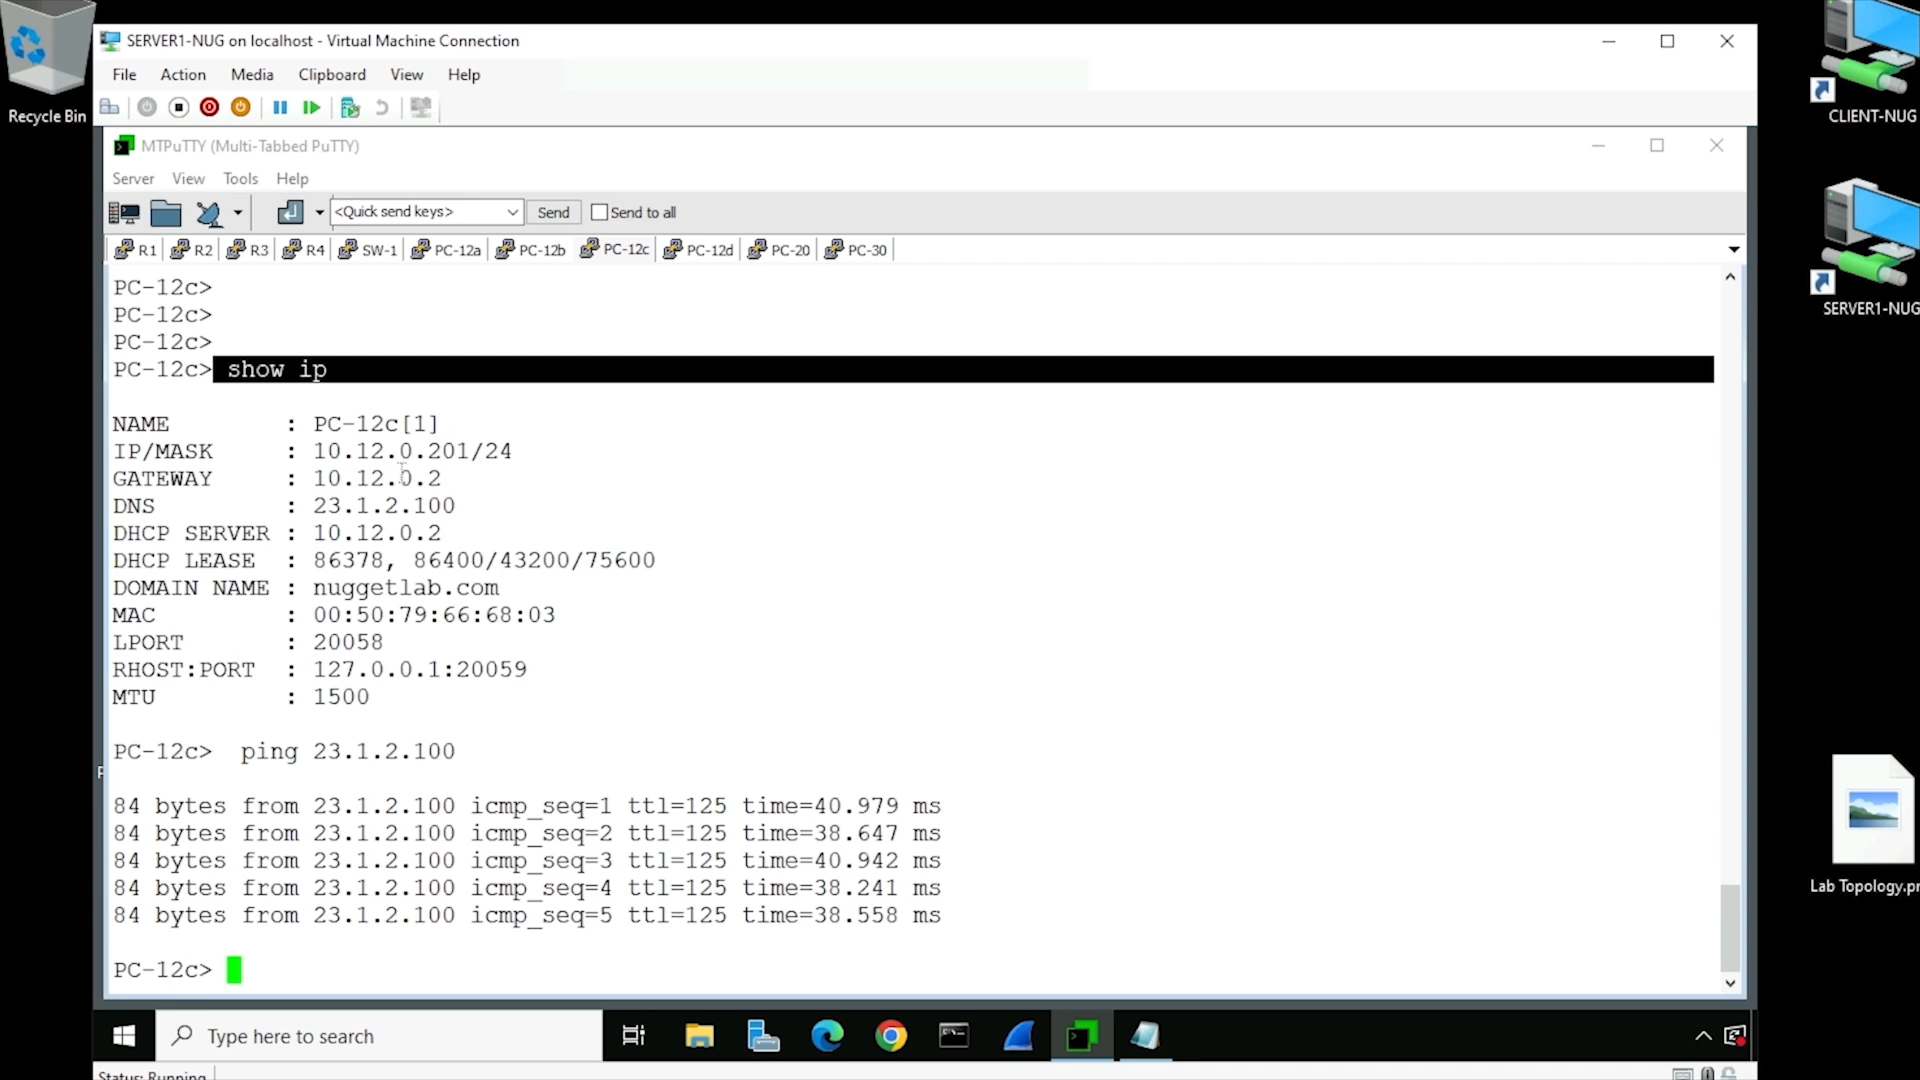 Recycle Bin
SERVER1-NUG on localhost - Virtual Machine Connection
File Action Media Clipboard View Help
MTPuTTY (Multi-Tabbed PuTTY)
Server View Tools Help
<Quick send keys> Send Send to all
R1 R2 R3 R4 SW-1 PC-12a PC-12b PC-12c PC-12d PC-20 PC-30
PC-12c>
PC-12c>
PC-12c>
PC-12c> show ip
NAME : PC-12c[1]
IP/MASK : 10.12.0.201/24
GATEWAY : 10.12.0.2
DNS : 23.1.2.100
DHCP SERVER : 10.12.0.2
DHCP LEASE : 86378, 86400/43200/75600
DOMAIN NAME : nuggetlab.com
MAC : 00:50:79:66:68:03
LPORT : 20058
RHOST:PORT : 127.0.0.1:20059
MTU : 1500
PC-12c> ping 23.1.2.100
84 bytes from 23.1.2.100 icmp_seq=1 ttl=125 time=40.979 ms
84 bytes from 23.1.2.100 icmp_seq=2 ttl=125 time=38.647 ms
84 bytes from 23.1.2.100 icmp_seq=3 ttl=125 time=40.942 ms
84 bytes from 23.1.2.100 icmp_seq=4 ttl=125 time=38.241 ms
84 bytes from 23.1.2.100 icmp_seq=5 ttl=125 time=38.558 ms
PC-12c>
Type here to search
Status: Running
CLIENT-NUG
SERVER1-NUG
Lab Topology.pn